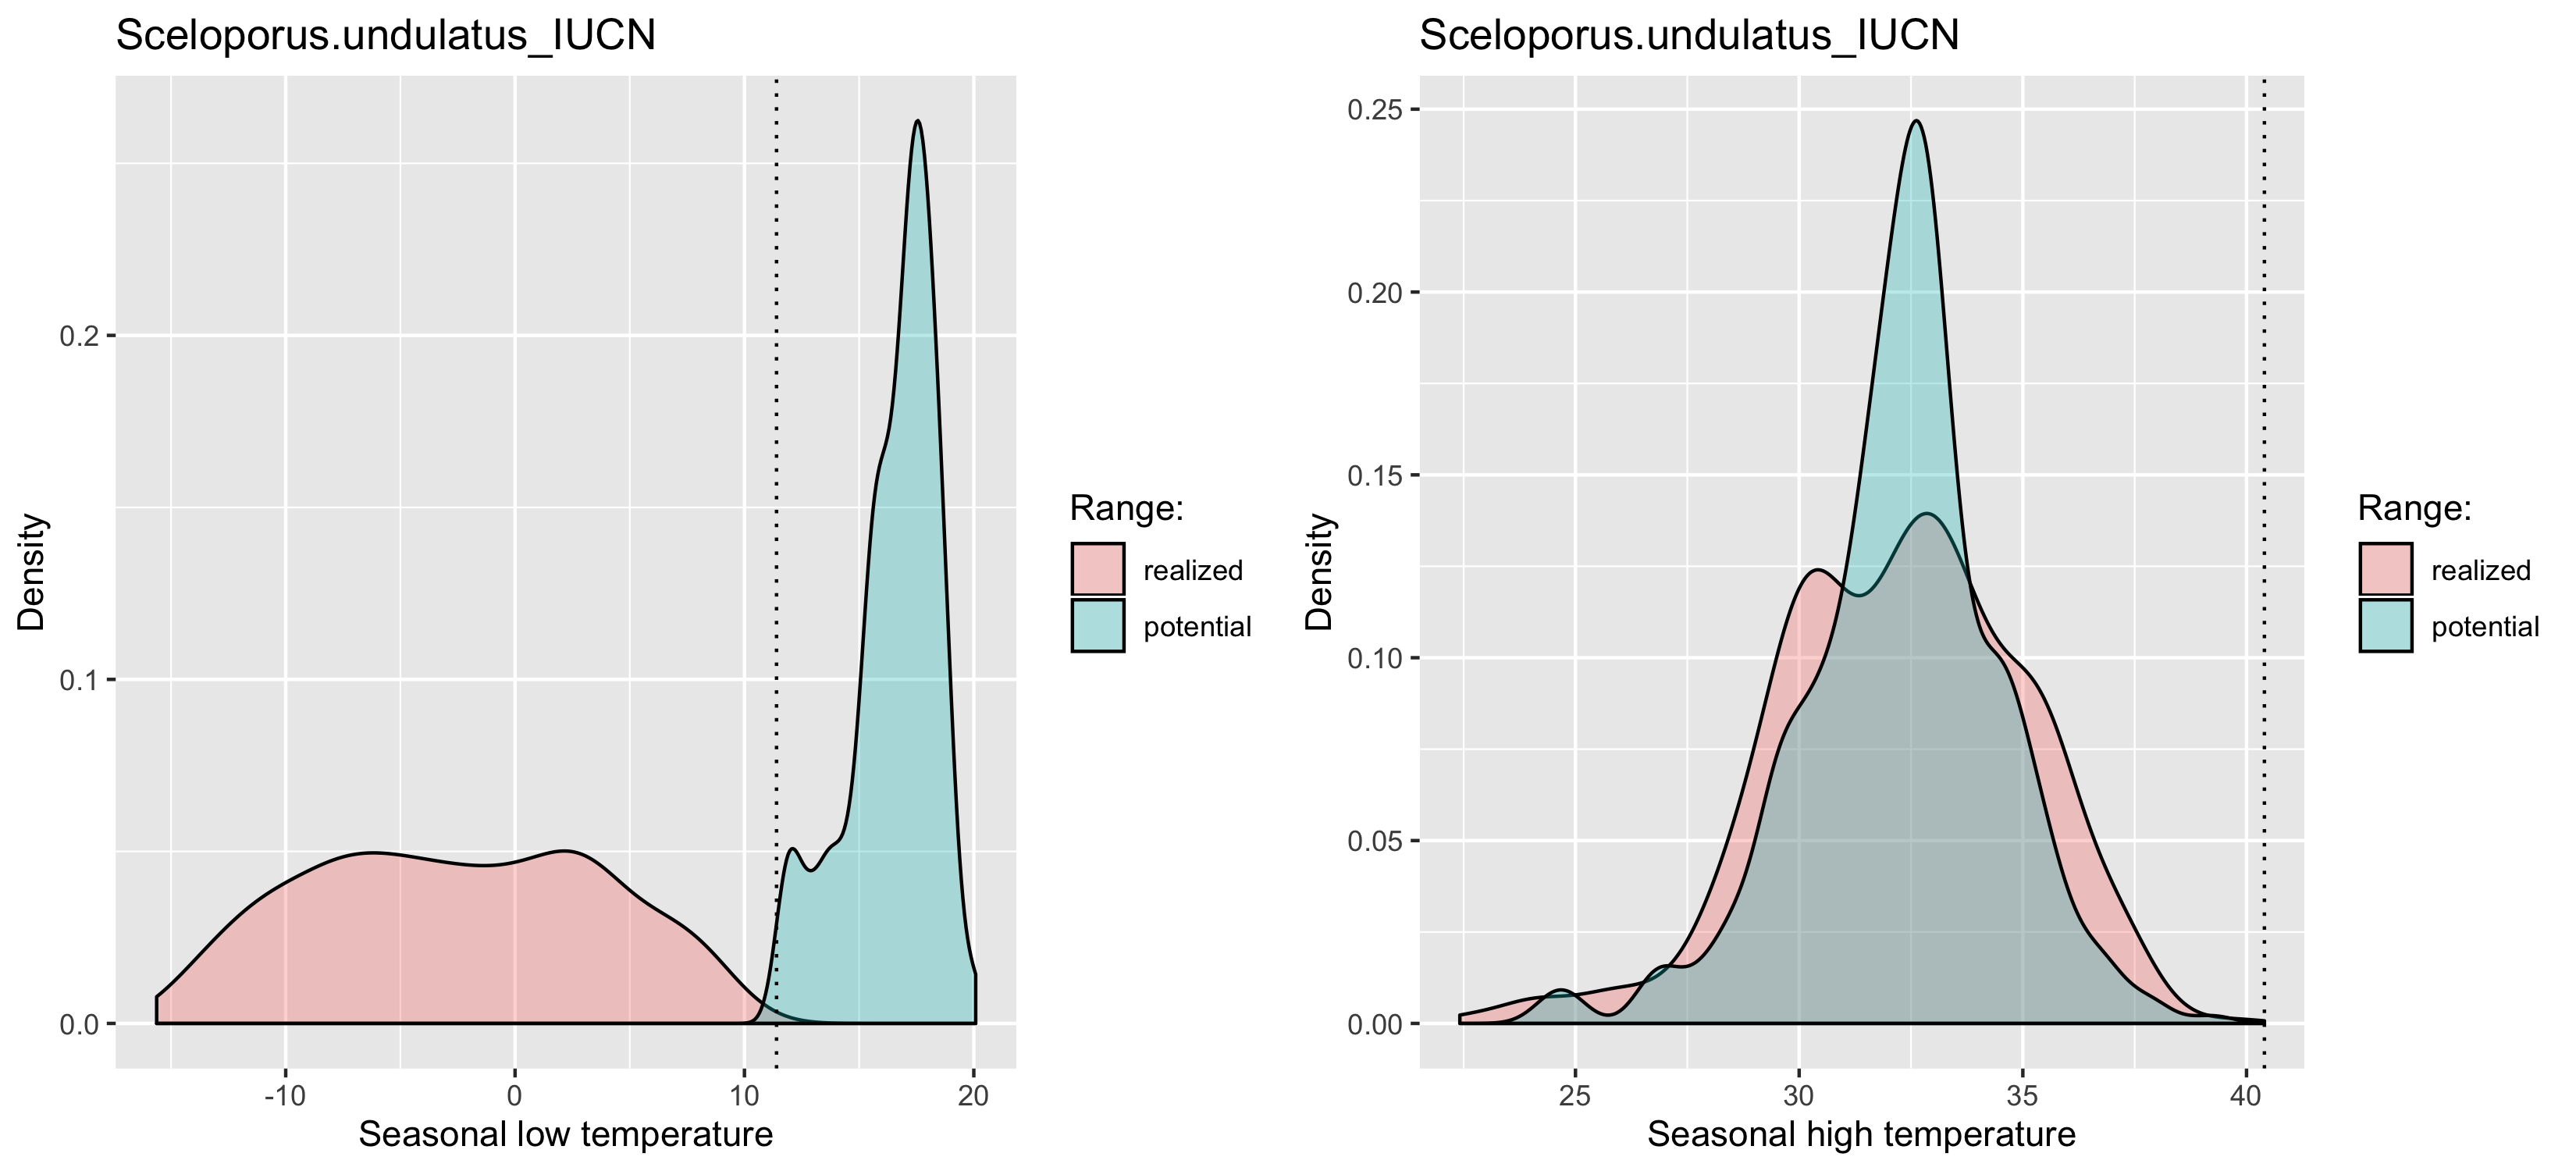 Sceloporus.undulatus_IUCN
Density
0.2
0.1
0.0
-10 0 10 20
Seasonal low temperature
Range:
realized
potential
Sceloporus.undulatus_IUCN
Density
0.25
0.20
0.15
0.10
0.05
0.00
25 30 35 40
Seasonal high temperature
Range:
realized
potential